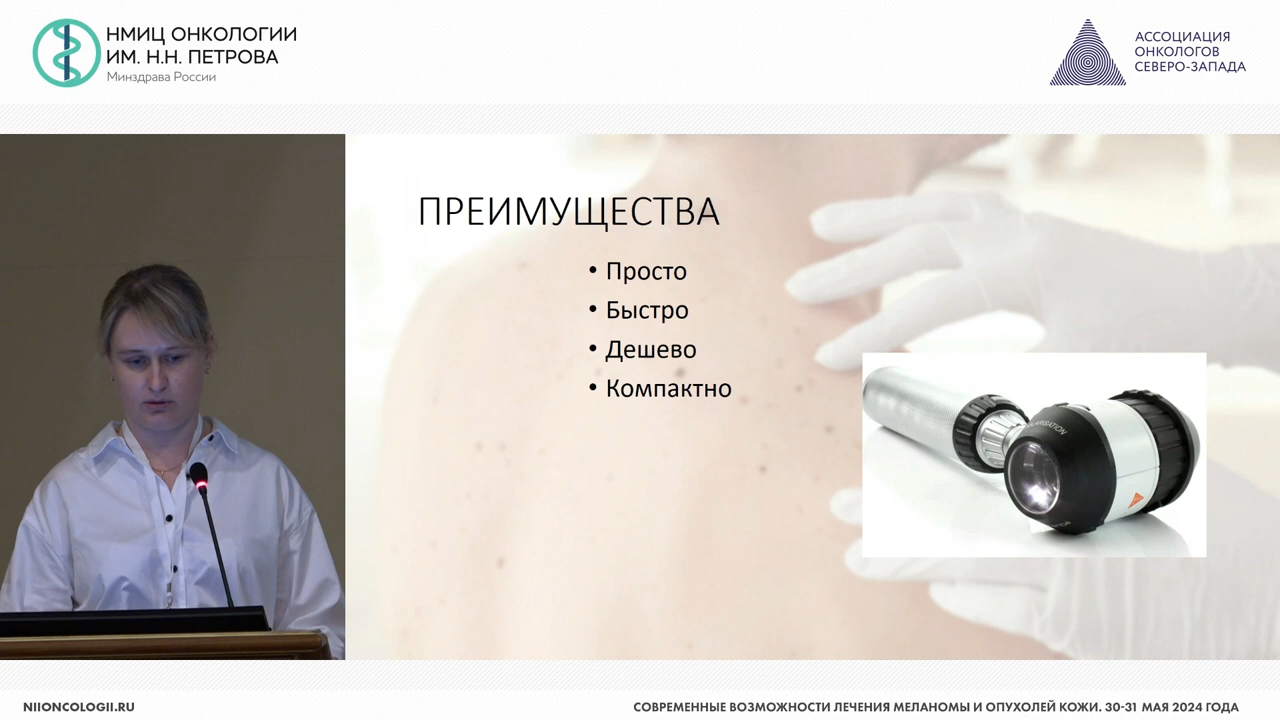 НМИЦ ОНКОЛОГИИ
ИМ. Н.Н. ПЕТРОВА
Минздрава России
АССОЦИАЦИЯ
ОНКОЛОГОВ
СЕВЕРО-ЗАПАДА
ПРЕИМУЩЕСТВА
• Просто
• Быстро
• Дешево
• Компактно
NIIONCOLOGII.RU
СОВРЕМЕННЫЕ ВОЗМОЖНОСТИ ЛЕЧЕНИЯ МЕЛАНОМЫ И ОПУХОЛЕЙ КОЖИ. 30-31 МАЯ 2024 ГОДА